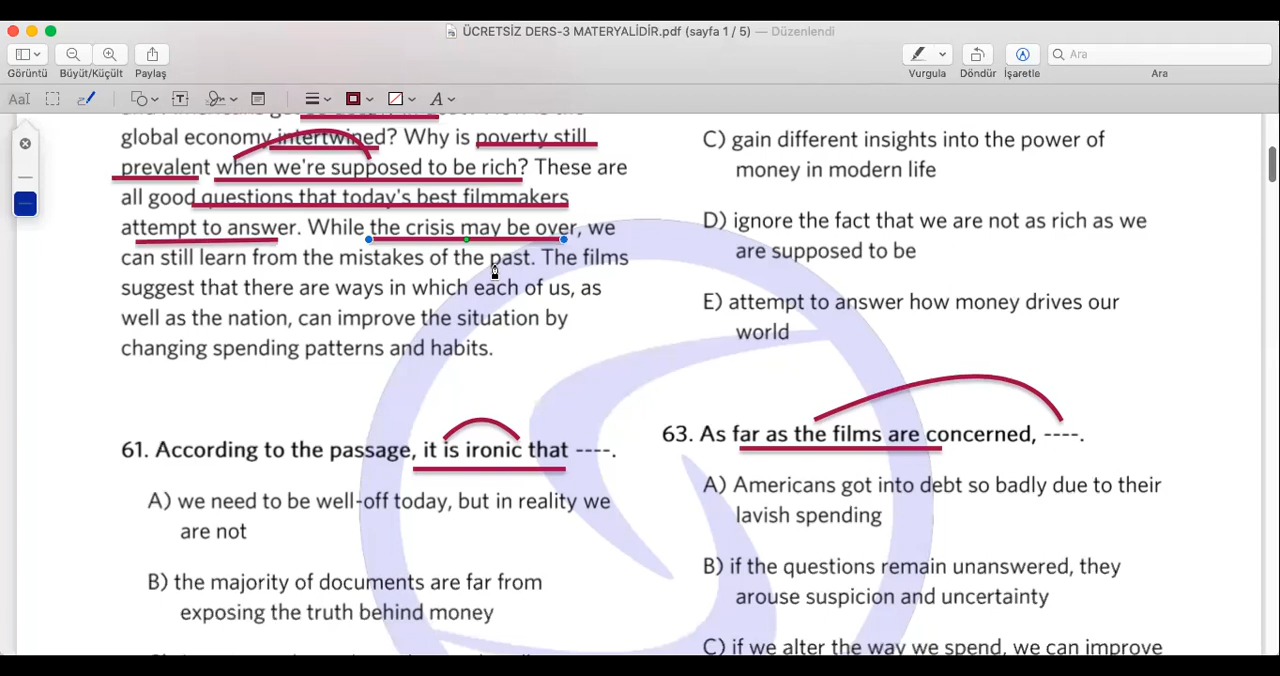 ÜCRETSİZ DERS-3 MATERYALİDİR.pdf (sayfa 1 / 5) — Düzenlendi
Ara
Görüntü
Büyüt/Küçült
Paylaş
Vurgula
Döndür
İşaretle
Ara
global economy intertwined? Why is poverty still
prevalent when we're supposed to be rich? These are
all good questions that today's best filmmakers
attempt to answer. While the crisis may be over, we
can still learn from the mistakes of the past. The films
suggest that there are ways in which each of us, as
well as the nation, can improve the situation by
changing spending patterns and habits.
61. According to the passage, it is ironic that ----.
A) we need to be well-off today, but in reality we
are not
B) the majority of documents are far from
exposing the truth behind money
C) gain different insights into the power of
money in modern life
D) ignore the fact that we are not as rich as we
are supposed to be
E) attempt to answer how money drives our
world
63. As far as the films are concerned, ----.
A) Americans got into debt so badly due to their
lavish spending
B) if the questions remain unanswered, they
arouse suspicion and uncertainty
C) if we alter the way we spend, we can improve